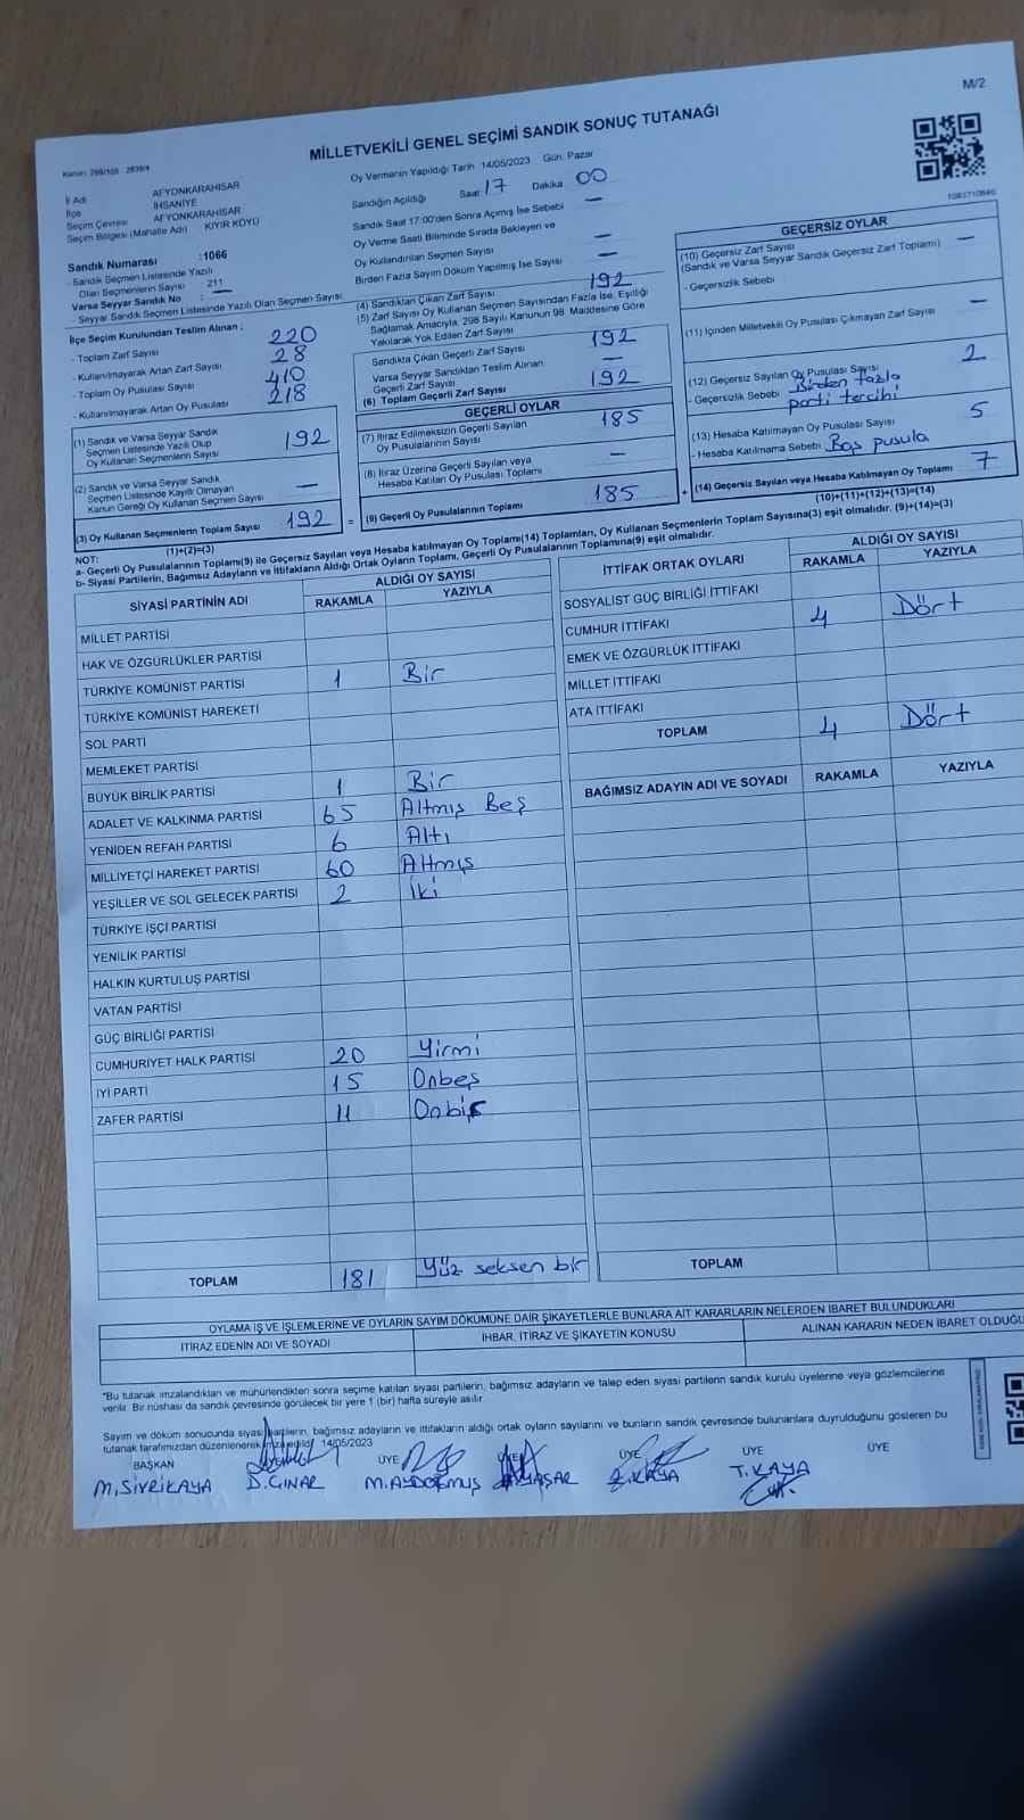 M/2
MİLLETVEKİLİ GENEL SEÇİMİ SANDIK SONUÇ TUTANAĞI
İl Adı AFYONKARAHİSAR
İlçe İHSANİYE
Seçim Çevresi AFYONKARAHİSAR
Seçim Bölgesi (Mahalle Adı) KIYIR KÖYÜ
Oy Vermenin Yapıldığı Tarih 14/05/2023 Gün. Pazar
Sandığın Açıldığı Saat 17 Dakika 00
Sandık Saat 17:00'den Sonra Açımış İse Sebebi —
Oy Verme Saati Bitiminde Sırada Bekleyen ve
Oy Kullandırılan Seçmen Sayısı —
Birden Fazla Sayım Döküm Yapılmış İse Sayısı —
Sandık Numarası :1066
- Sandık Seçmen Listesinde Yazılı
Olan Seçmenlerin Sayısı 211
Varsa Seyyar Sandık No : —
- Seyyar Sandık Seçmen Listesinde Yazılı Olan Seçmen Sayısı
İlçe Seçim Kurulundan Teslim Alınan :
- Toplam Zarf Sayısı 220
- Kullanılmayarak Artan Zarf Sayısı 28
- Toplam Oy Pusulası Sayısı 410
- Kullanılmayarak Artan Oy Pusulası 218
(1) Sandık ve Varsa Seyyar Sandık
Seçmen Listesinde Yazılı Olup
Oy Kullanan Seçmenlerin Sayısı 192
(2) Sandık ve Varsa Seyyar Sandık
Seçmen Listesinde Kayıtlı Olmayan
Kanun Gereği Oy Kullanan Seçmen Sayısı —
(3) Oy Kullanan Seçmenlerin Toplam Sayısı 192 =
(1)+(2)=(3)
(4) Sandıktan Çıkan Zarf Sayısı 192
(5) Zarf Sayısı Oy Kullanan Seçmen Sayısından Fazla İse, Eşitliği
Sağlamak Amacıyla, 298 Sayılı Kanunun 98. Maddesine Göre
Yakılarak Yok Edilen Zarf Sayısı
Sandıkta Çıkan Geçerli Zarf Sayısı 192
Varsa Seyyar Sandıktan Teslim Alınan
Geçerli Zarf Sayısı —
(6) Toplam Geçerli Zarf Sayısı 192
GEÇERLİ OYLAR
(7) İtiraz Edilmeksizin Geçerli Sayılan
Oy Pusulalarının Sayısı 185
(8) İtiraz Üzerine Geçerli Sayılan veya
Hesaba Katılan Oy Pusulası Toplamı —
(9) Geçerli Oy Pusulalarının Toplamı 185 +
GEÇERSİZ OYLAR
(10) Geçersiz Zarf Sayısı
(Sandık ve Varsa Seyyar Sandık Geçersiz Zarf Toplamı) —
- Geçersizlik Sebebi
(11) İçinden Milletvekili Oy Pusulası Çıkmayan Zarf Sayısı —
(12) Geçersiz Sayılan Oy Pusulası Sayısı 2
- Geçersizlik Sebebi Birden fazla
parti tercihi
(13) Hesaba Katılmayan Oy Pusulası Sayısı 5
- Hesaba Katılmama Sebebi Boş pusula
(14) Geçersiz Sayılan veya Hesaba Katılmayan Oy Toplamı 7
(10)+(11)+(12)+(13)=(14)
NOT:
a- Geçerli Oy Pusulalarının Toplamı(9) ile Geçersiz Sayılan veya Hesaba katılmayan Oy Toplamı(14) Toplamları, Oy Kullanan Seçmenlerin Toplam Sayısına(3) eşit olmalıdır. (9)+(14)=(3)
b- Siyasi Partilerin, Bağımsız Adayların ve İttifakların Aldığı Ortak Oyların Toplamı, Geçerli Oy Pusulalarının Toplamına(9) eşit olmalıdır.
SİYASİ PARTİNİN ADI ALDIĞI OY SAYISI
RAKAMLA YAZIYLA
MİLLET PARTİSİ
HAK VE ÖZGÜRLÜKLER PARTİSİ
TÜRKİYE KOMÜNİST PARTİSİ 1 Bir
TÜRKİYE KOMÜNİST HAREKETİ
SOL PARTİ
MEMLEKET PARTİSİ
BÜYÜK BİRLİK PARTİSİ 1 Bir
ADALET VE KALKINMA PARTİSİ 65 Altmış Beş
YENİDEN REFAH PARTİSİ 6 Altı
MİLLİYETÇİ HAREKET PARTİSİ 60 Altmış
YEŞİLLER VE SOL GELECEK PARTİSİ 2 İki
TÜRKİYE İŞÇİ PARTİSİ
YENİLİK PARTİSİ
HALKIN KURTULUŞ PARTİSİ
VATAN PARTİSİ
GÜÇ BİRLİĞİ PARTİSİ
CUMHURİYET HALK PARTİSİ 20 Yirmi
İYİ PARTİ 15 Onbeş
ZAFER PARTİSİ 11 Onbir
TOPLAM 181 Yüz seksen bir
İTTİFAK ORTAK OYLARI ALDIĞI OY SAYISI
RAKAMLA YAZIYLA
SOSYALİST GÜÇ BİRLİĞİ İTTİFAKI
CUMHUR İTTİFAKI 4 Dört
EMEK VE ÖZGÜRLÜK İTTİFAKI
MİLLET İTTİFAKI
ATA İTTİFAKI
TOPLAM 4 Dört
BAĞIMSIZ ADAYIN ADI VE SOYADI RAKAMLA YAZIYLA
TOPLAM
OYLAMA İŞ VE İŞLEMLERİNE VE OYLARIN SAYIM DÖKÜMÜNE DAİR ŞİKAYETLERLE BUNLARA AİT KARARLARIN NELERDEN İBARET BULUNDUKLARI
İTİRAZ EDENİN ADI VE SOYADI İHBAR, İTİRAZ VE ŞİKAYETİN KONUSU ALINAN KARARIN NEDEN İBARET OLDUĞU
*Bu tutanak imzalandıktan ve mühürlendikten sonra seçime katılan siyasi partilerin, bağımsız adayların ve talep eden siyasi partilerin sandık kurulu üyelerine veya gözlemcilerine
verilir. Bir nüshası da sandık çevresinde görülecek bir yere 1 (bir) hafta süreyle asılır.
Sayım ve döküm sonucunda siyasi partilerin, bağımsız adayların ve ittifakların aldığı ortak oyların sayılarını ve bunların sandık çevresinde bulunanlara duyrulduğunu gösteren bu
tutanak tarafımızdan düzenlenerek imza edildi. 14/05/2023
BAŞKAN ÜYE ÜYE ÜYE ÜYE ÜYE
M.SİVRİKAYA D.ÇINAR M.AYDOĞMUŞ YAŞAR Z.KAYA T.KAYA